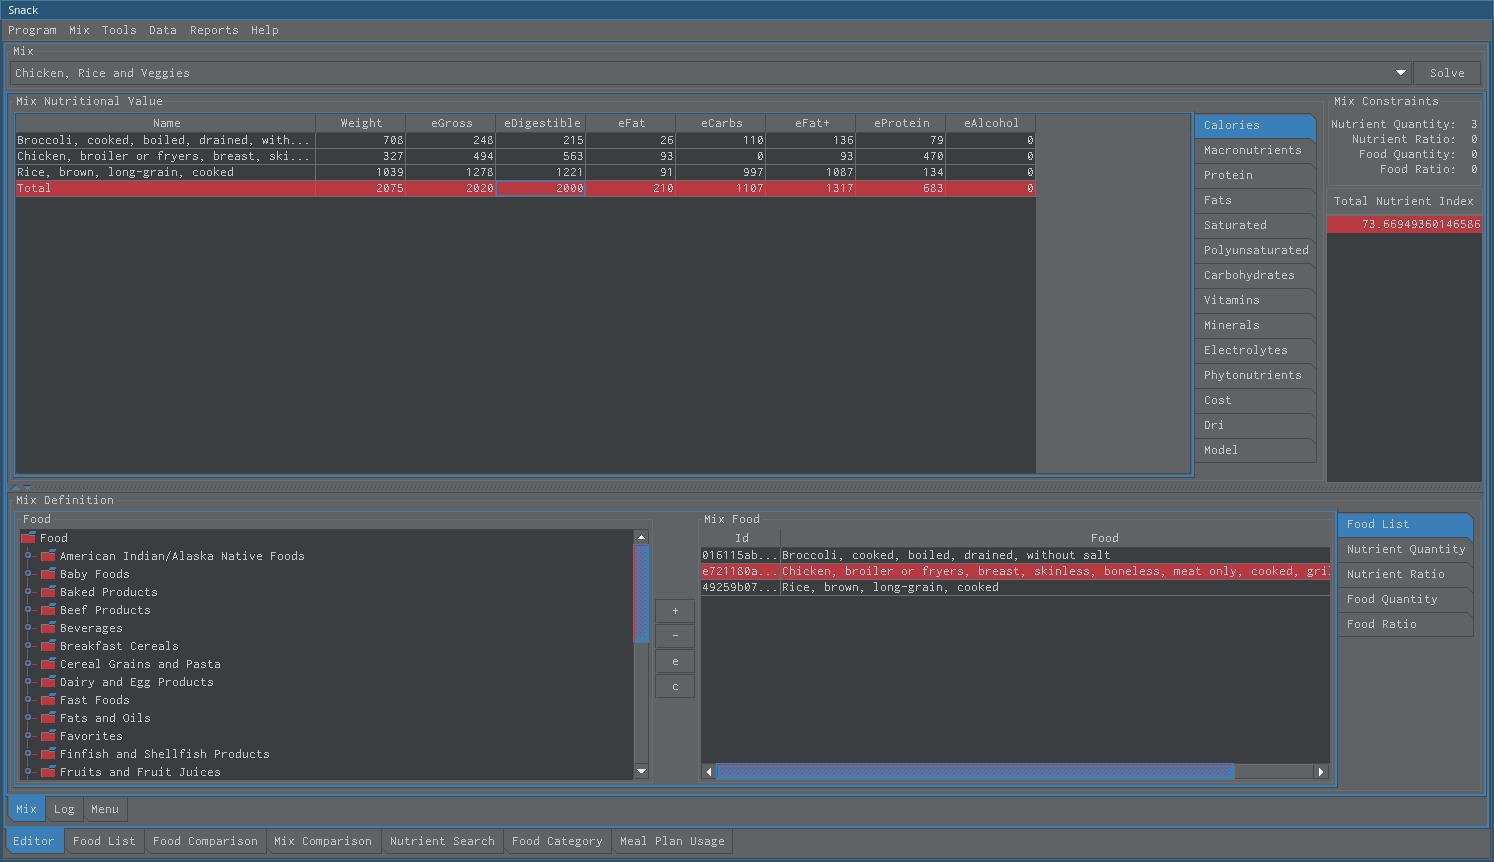 Snack
Program Mix Tools Data Reports Help
Mix
Chicken, Rice and Veggies Solve
Mix Nutritional Value
Name Weight eGross eDigestible eFat eCarbs eFat+ eProtein eAlcohol
Broccoli, cooked, boiled, drained, with... 708 248 215 26 110 136 79 0
Chicken, broiler or fryers, breast, ski... 327 494 563 93 0 93 470 0
Rice, brown, long-grain, cooked 1039 1278 1221 91 997 1087 134 0
Total 2075 2020 2000 210 1107 1317 683 0
Calories
Macronutrients
Protein
Fats
Saturated
Polyunsaturated
Carbohydrates
Vitamins
Minerals
Electrolytes
Phytonutrients
Cost
Dri
Model
Mix Constraints
Nutrient Quantity: 3
Nutrient Ratio: 0
Food Quantity: 0
Food Ratio: 0
Total Nutrient Index
73.66949360146586
Mix Definition
Food
Food
American Indian/Alaska Native Foods
Baby Foods
Baked Products
Beef Products
Beverages
Breakfast Cereals
Cereal Grains and Pasta
Dairy and Egg Products
Fast Foods
Fats and Oils
Favorites
Finfish and Shellfish Products
Fruits and Fruit Juices
+
-
e
c
Mix Food
Id Food
016115ab... Broccoli, cooked, boiled, drained, without salt
e721180a... Chicken, broiler or fryers, breast, skinless, boneless, meat only, cooked, gril
49259b07... Rice, brown, long-grain, cooked
Food List
Nutrient Quantity
Nutrient Ratio
Food Quantity
Food Ratio
Mix Log Menu
Editor Food List Food Comparison Mix Comparison Nutrient Search Food Category Meal Plan Usage